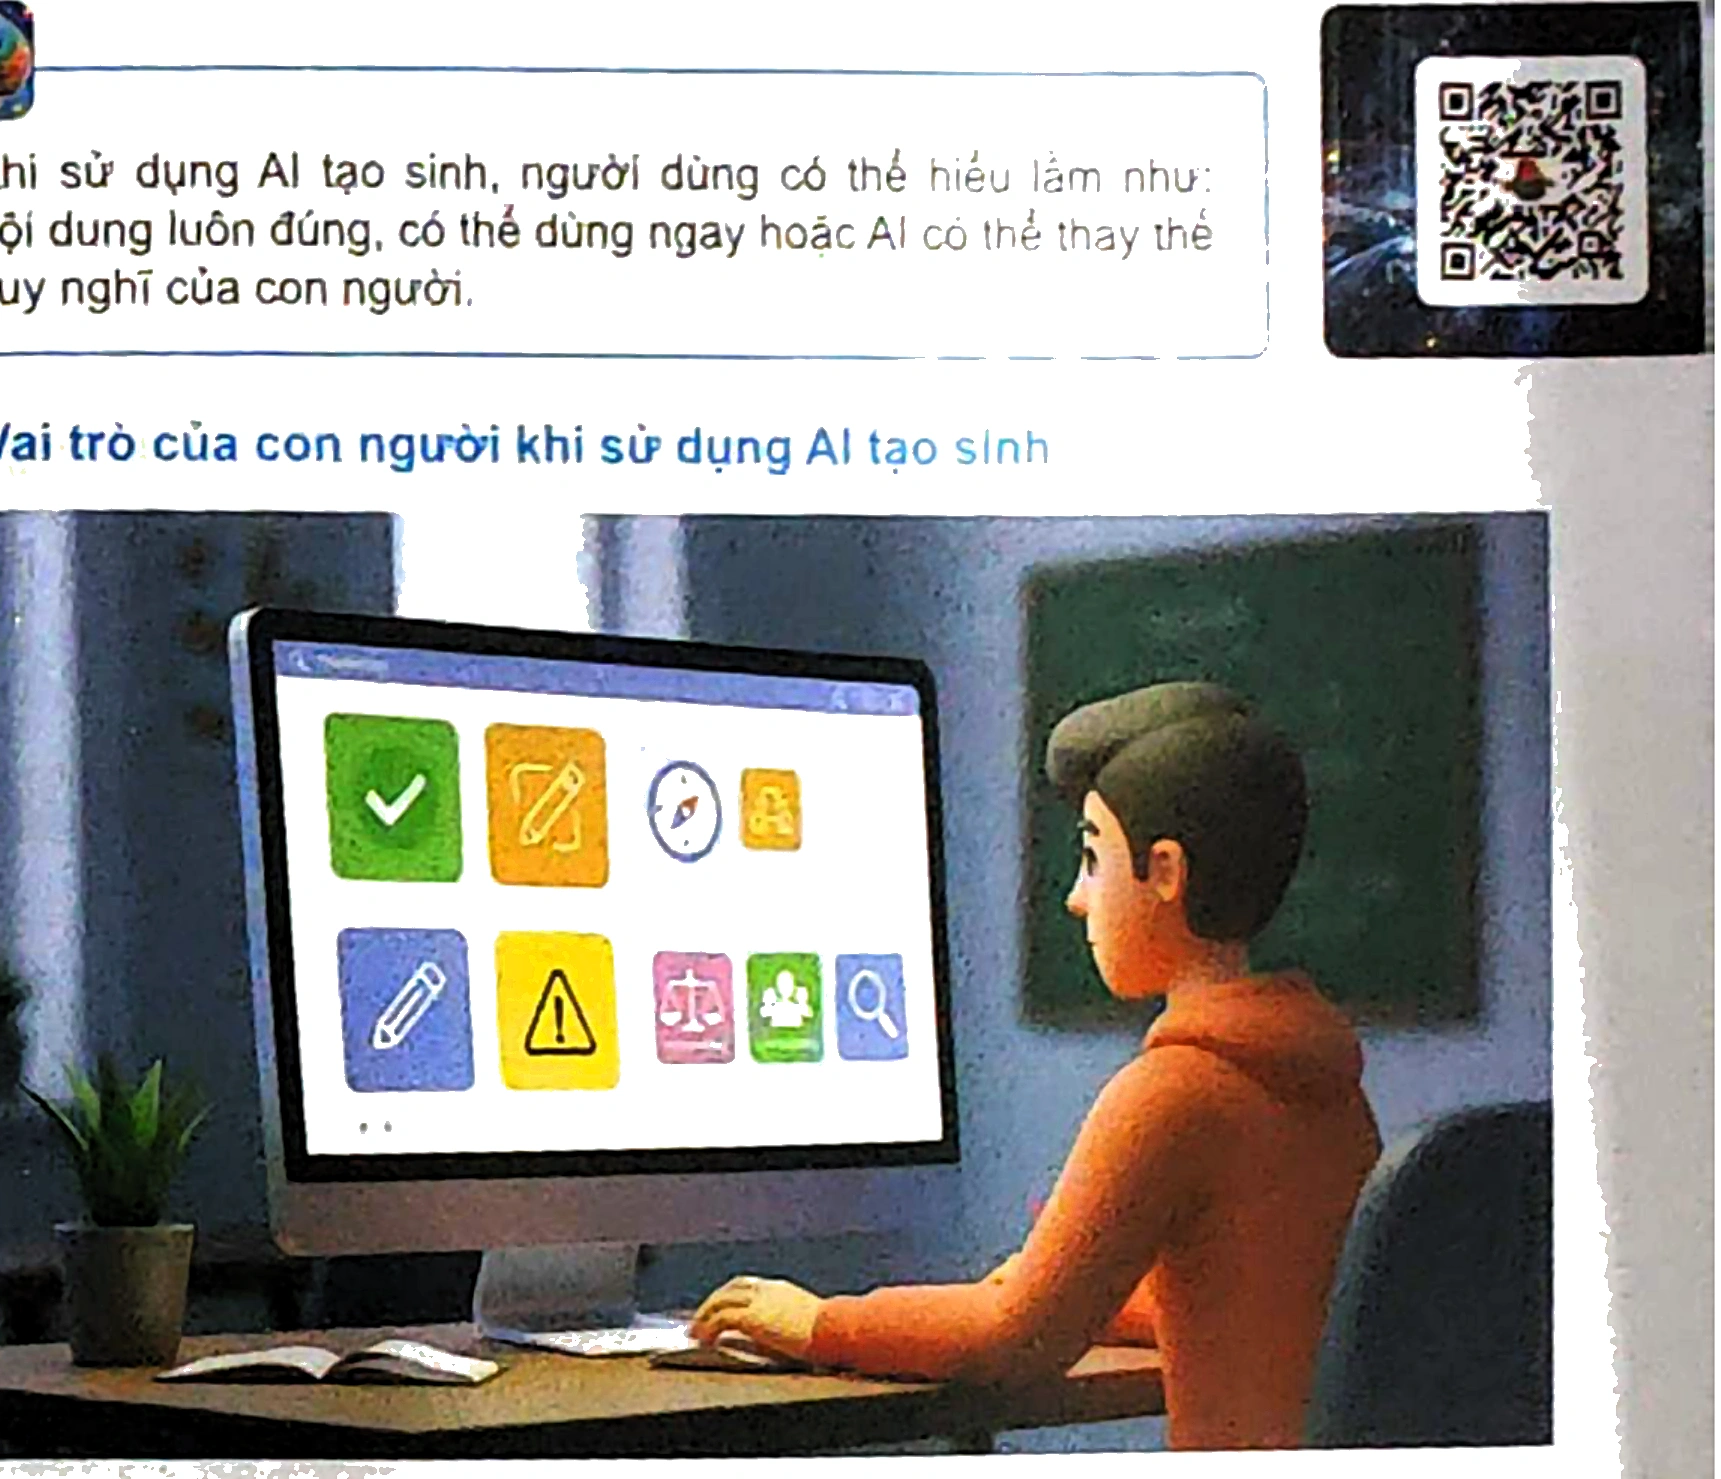 hi sử dụng AI tạo sinh, người dùng có thể hiểu lầm như:
ội dung luôn đúng, có thể dùng ngay hoặc AI có thể thay thế
uy nghĩ của con người.
Vai trò của con người khi sử dụng AI tạo sinh